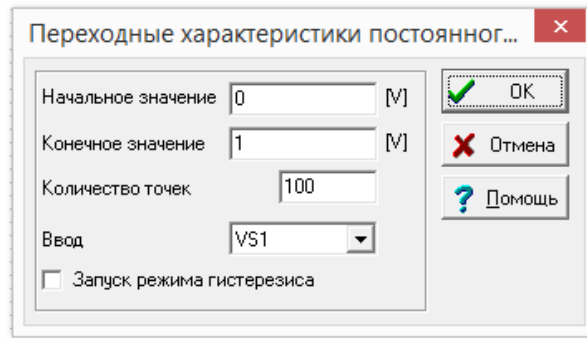 Переходные характеристики постоянног...
Начальное значение 0 [V]
Конечное значение 1 [V]
Количество точек 100
Ввод VS1
Запуск режима гистерезиса
OK
Отмена
Помощь